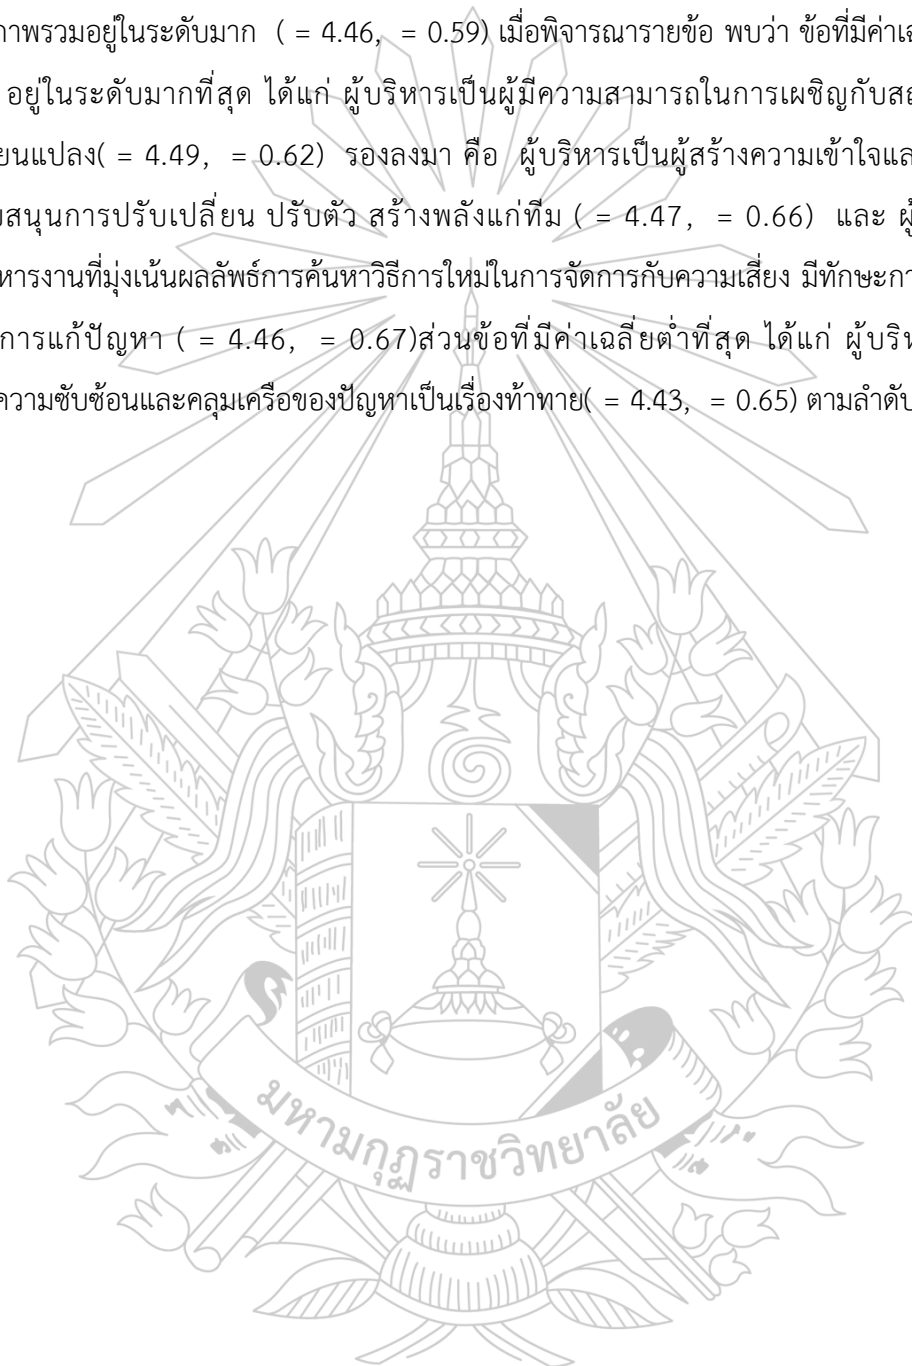 าพรวมอยู่ในระดับมาก ( = 4.46, = 0.59) เมื่อพิจารณารายข้อ พบว่า ข้อที่มีค่าเฉ
อยู่ในระดับมากที่สุด ได้แก่ ผู้บริหารเป็นผู้มีความสามารถในการเผชิญกับสถ
ยนแปลง( = 4.49, = 0.62) รองลงมา คือ ผู้บริหารเป็นผู้สร้างความเข้าใจแล
สนุนการปรับเปลี่ยน ปรับตัว สร้างพลังแก่ทีม ( = 4.47, = 0.66) และ ผู้
หารงานที่มุ่งเน้นผลลัพธ์การค้นหาวิธีการใหม่ในการจัดการกับความเสี่ยง มีทักษะกา
การแก้ปัญหา ( = 4.46, = 0.67)ส่วนข้อที่มีค่าเฉลี่ยต่ำที่สุด ได้แก่ ผู้บริห
ความซับซ้อนและคลุมเครือของปัญหาเป็นเรื่องท้าทาย( = 4.43, = 0.65) ตามลำดับ
มหามกุฏราชวิทยาลัย